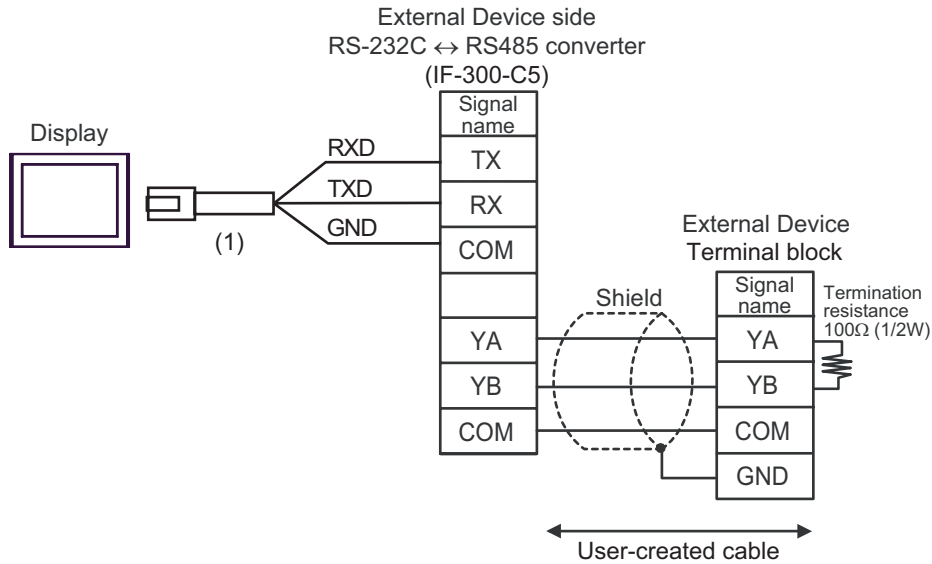 External Device side
RS-232C ↔ RS485 converter
(IF-300-C5)
Display
(1)
RXD
TXD
GND
Signal
name
TX
RX
COM
YA
YB
COM
Shield
External Device
Terminal block
Signal
name
YA
YB
COM
GND
Termination
resistance
100Ω (1/2W)
User-created cable